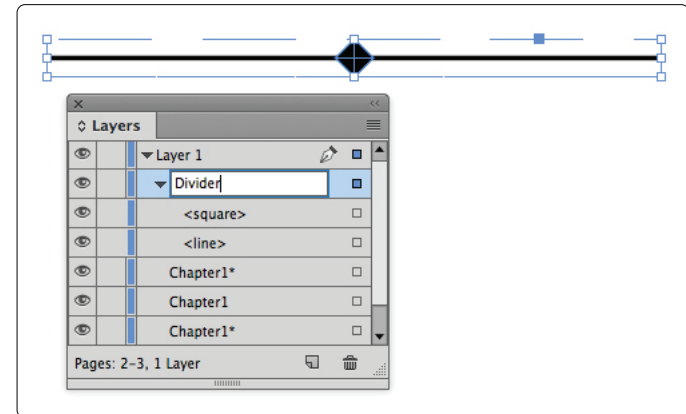 Layers
Layer 1
Divider
<square>
<line>
Chapter1*
Chapter1
Chapter1*
Pages: 2-3, 1 Layer